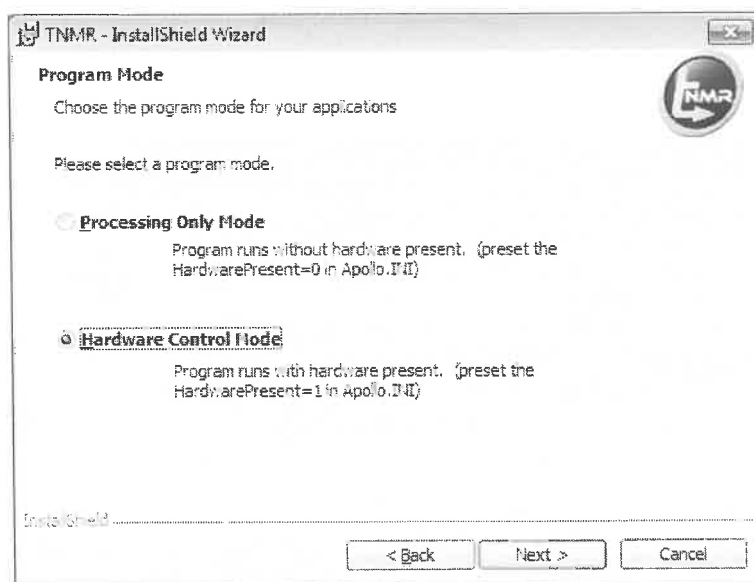 TNMR - InstallShield Wizard
Program Mode
Choose the program mode for your applications
TNMR
Please select a program mode.
Processing Only Mode
Program runs without hardware present. (preset the
HardwarePresent=0 in Apollo.INI)
Hardware Control Mode
Program runs with hardware present. (preset the
HardwarePresent=1 in Apollo.INI)
InstallShield
< Back Next > Cancel